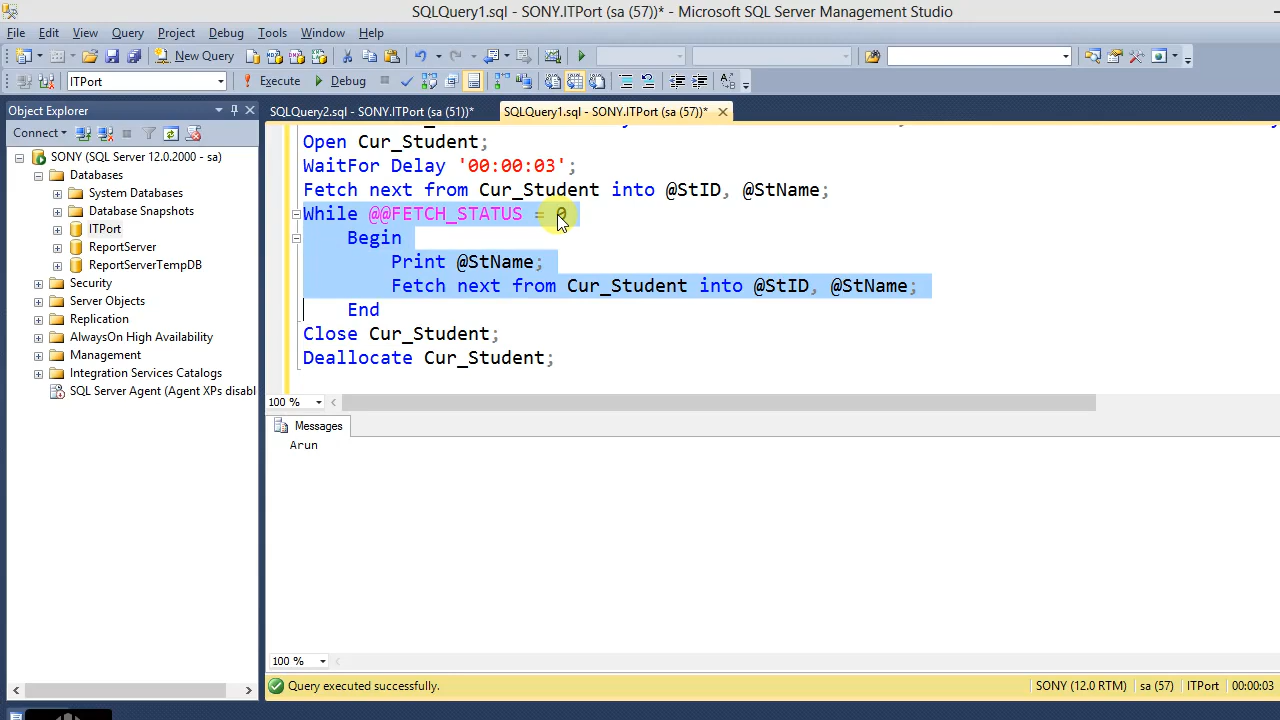 SQLQuery1.sql - SONY.ITPort (sa (57))* - Microsoft SQL Server Management Studio
File Edit View Query Project Debug Tools Window Help
New Query
ITPort Execute Debug
Object Explorer
SQLQuery2.sql - SONY.ITPort (sa (51))* SQLQuery1.sql - SONY.ITPort (sa (57))*
Connect
SONY (SQL Server 12.0.2000 - sa)
Databases
System Databases
Database Snapshots
ITPort
ReportServer
ReportServerTempDB
Security
Server Objects
Replication
AlwaysOn High Availability
Management
Integration Services Catalogs
SQL Server Agent (Agent XPs disabl
Open Cur_Student;
WaitFor Delay '00:00:03';
Fetch next from Cur_Student into @StID, @StName;
While @@FETCH_STATUS = 0
Begin
Print @StName;
Fetch next from Cur_Student into @StID, @StName;
End
Close Cur_Student;
Deallocate Cur_Student;
100 %
Messages
Arun
100 %
Query executed successfully. SONY (12.0 RTM) sa (57) ITPort 00:00:03